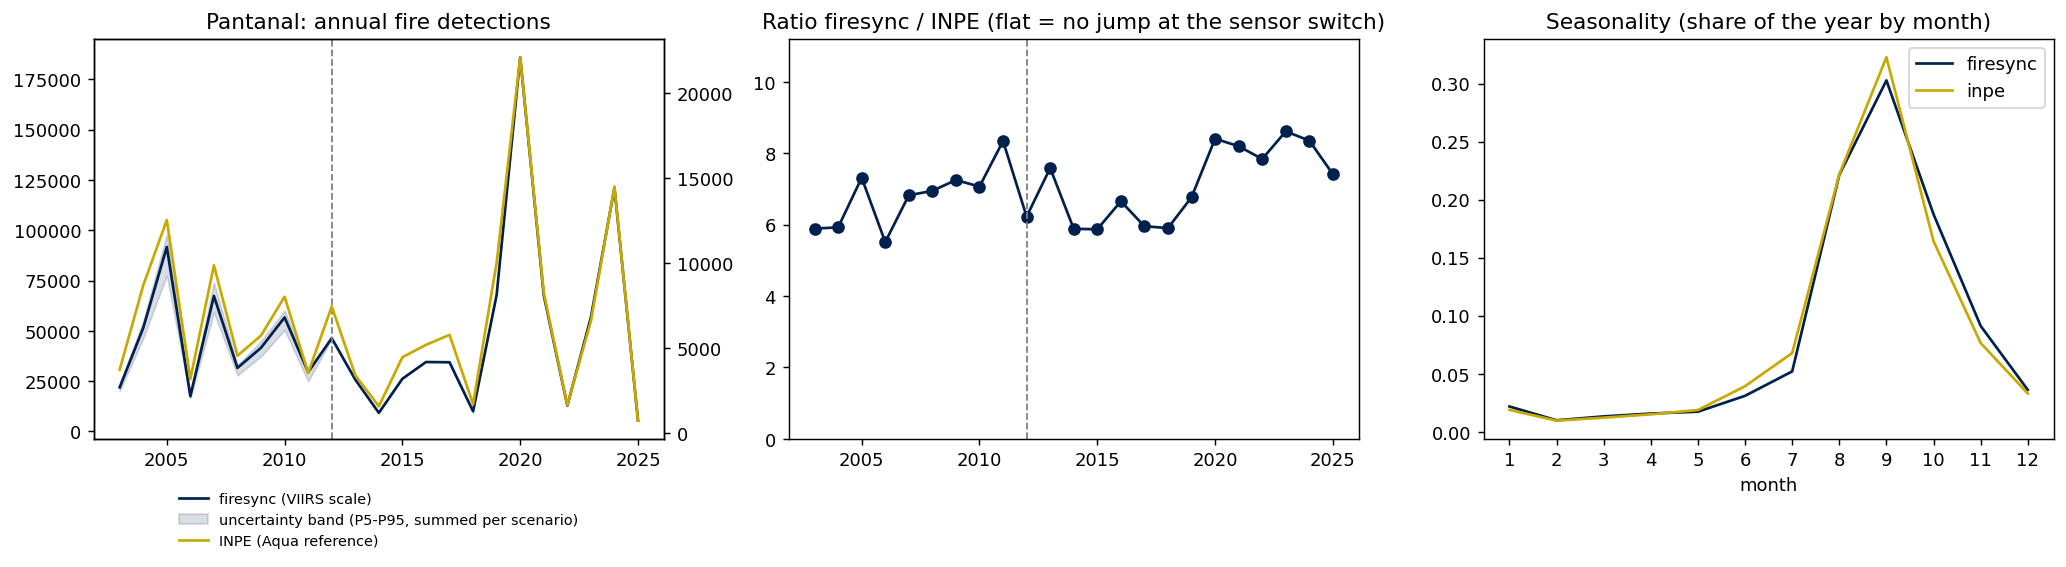 Pantanal: annual fire detections
175000
150000
125000
100000
75000
50000
25000
0
20000
15000
10000
5000
0
2005 2010 2015 2020 2025
firesync (VIIRS scale)
uncertainty band (P5-P95, summed per scenario)
INPE (Aqua reference)
Ratio firesync / INPE (flat = no jump at the sensor switch)
10
8
6
4
2
0
2005 2010 2015 2020 2025
Seasonality (share of the year by month)
firesync
inpe
0.30
0.25
0.20
0.15
0.10
0.05
0.00
1 2 3 4 5 6 7 8 9 10 11 12
month